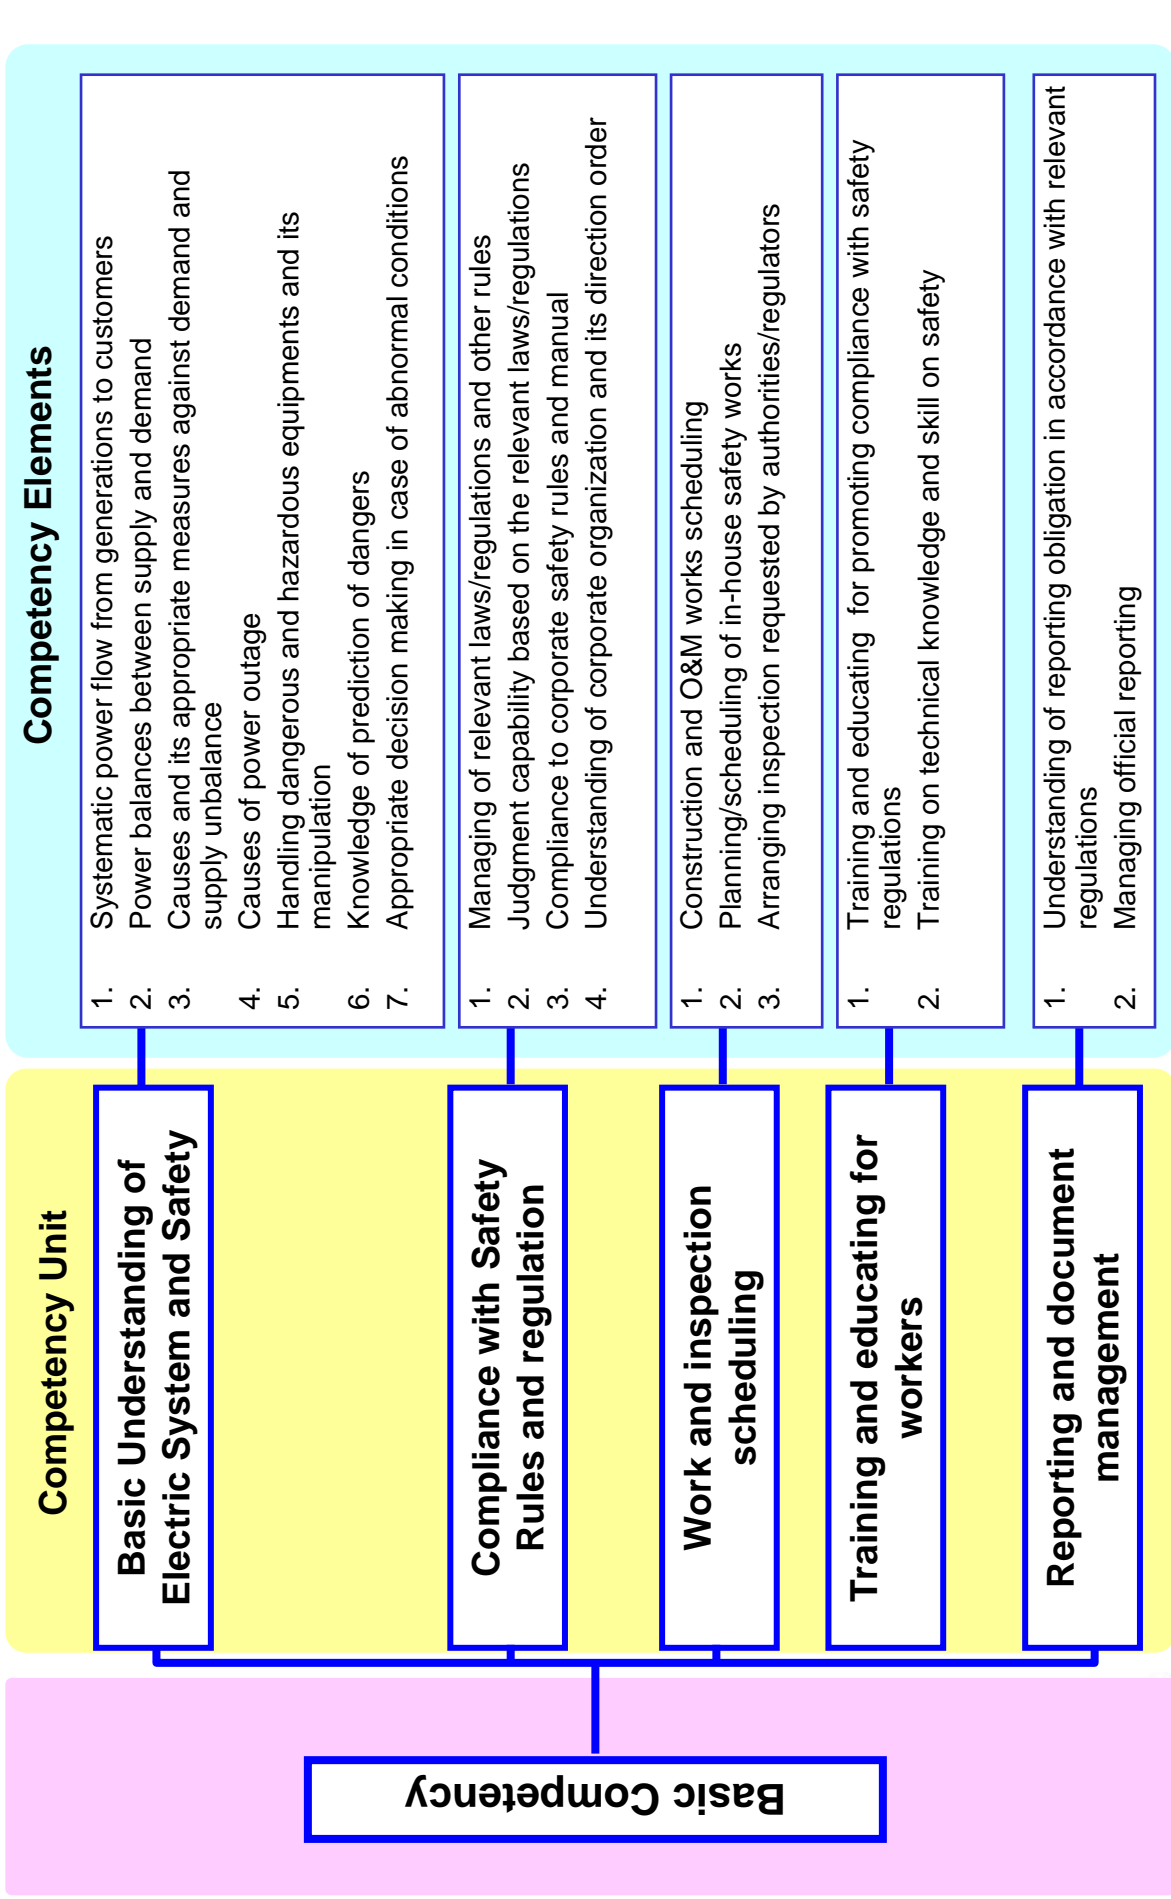 Basic Competency
Competency Unit
Competency Elements
Basic Understanding of
Electric System and Safety
1. Systematic power flow from generations to customers
2. Power balances between supply and demand
3. Causes and its appropriate measures against demand and
supply unbalance
4. Causes of power outage
5. Handling dangerous and hazardous equipments and its
manipulation
6. Knowledge of prediction of dangers
7. Appropriate decision making in case of abnormal conditions
Compliance with Safety
Rules and regulation
1. Managing of relevant laws/regulations and other rules
2. Judgment capability based on the relevant laws/regulations
3. Compliance to corporate safety rules and manual
4. Understanding of corporate organization and its direction order
Work and inspection
scheduling
1. Construction and O&M works scheduling
2. Planning/scheduling of in-house safety works
3. Arranging inspection requested by authorities/regulators
Training and educating for
workers
1. Training and educating for promoting compliance with safety
regulations
2. Training on technical knowledge and skill on safety
Reporting and document
management
1. Understanding of reporting obligation in accordance with relevant
regulations
2. Managing official reporting